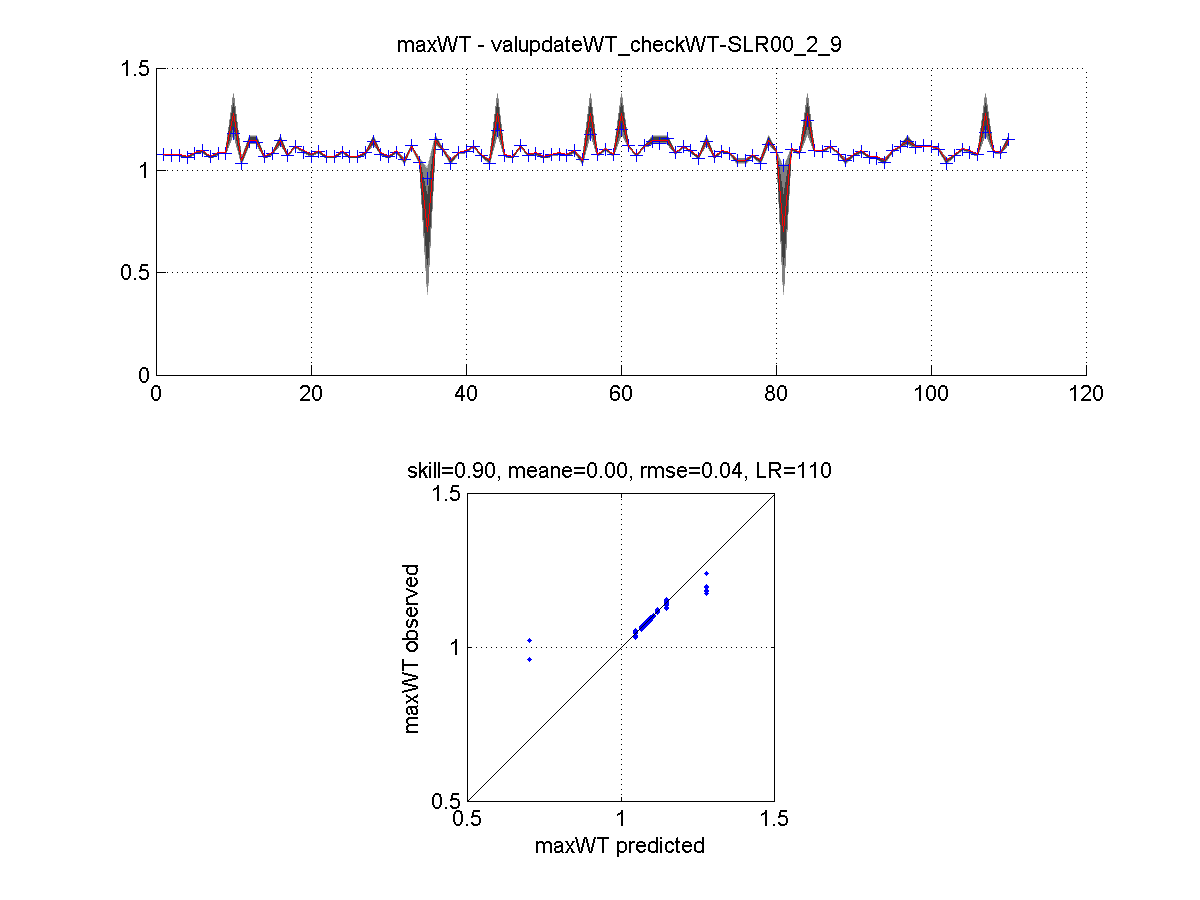 maxWT - valupdateWT_checkWT-SLR00_2_9
1.5
1
0.5
0
0 20 40 60 80 100 120
skill=0.90, meane=0.00, rmse=0.04, LR=110
1.5
maxWT observed
1
0.5
0.5 1 1.5
maxWT predicted